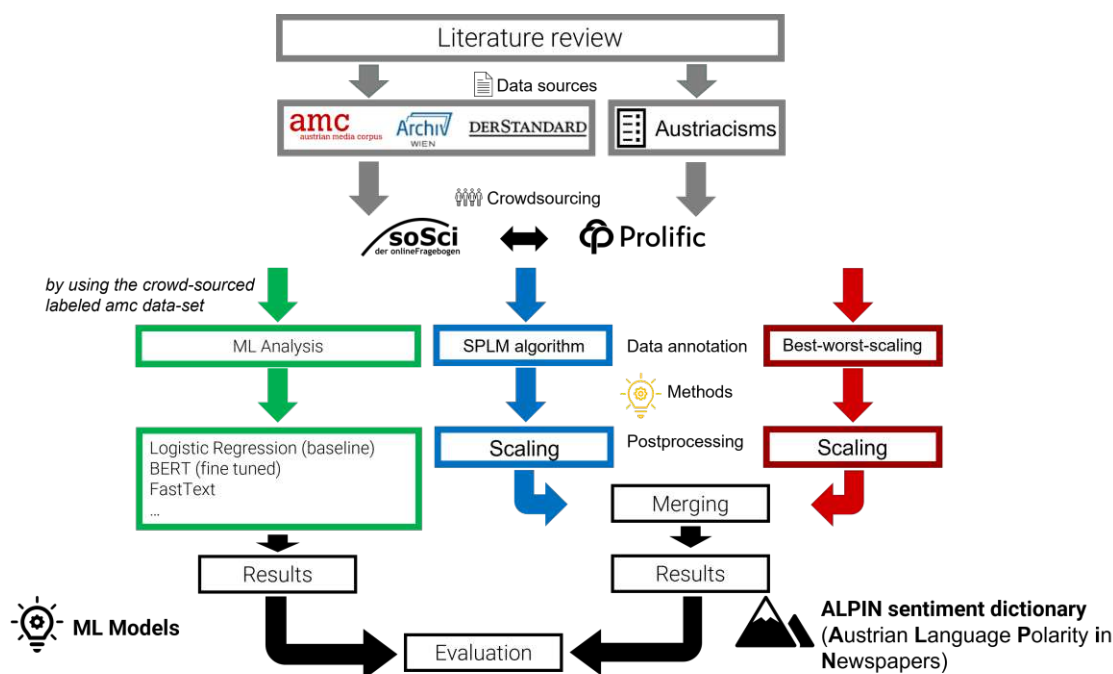 Literature review
Data sources
amc
austrian media corpus
Archiv
WIEN
DERSTANDARD
Austriacisms
Crowdsourcing
soSci
der onlineFragebogen
Prolific
by using the crowd-sourced
labeled amc data-set
ML Analysis
SPLM algorithm
Data annotation
Best-worst-scaling
Methods
Logistic Regression (baseline)
BERT (fine tuned)
FastText
...
Scaling
Postprocessing
Scaling
Merging
Results
Results
ML Models
ALPIN sentiment dictionary
(Austrian Language Polarity in
Newspapers)
Evaluation